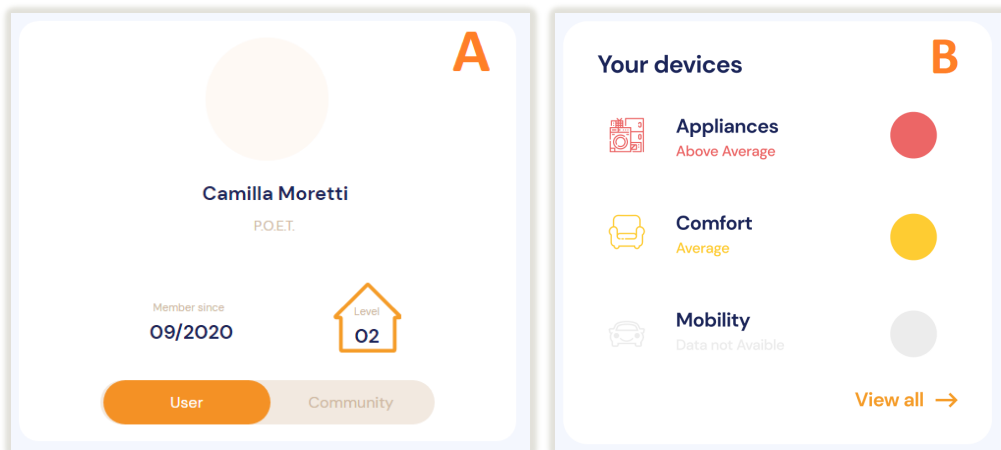 A
Camilla Moretti
P.O.E.T.
Member since
09/2020
Level
02
User
Community
B
Your devices
Appliances
Above Average
Comfort
Average
Mobility
Data not Avaible
View all →